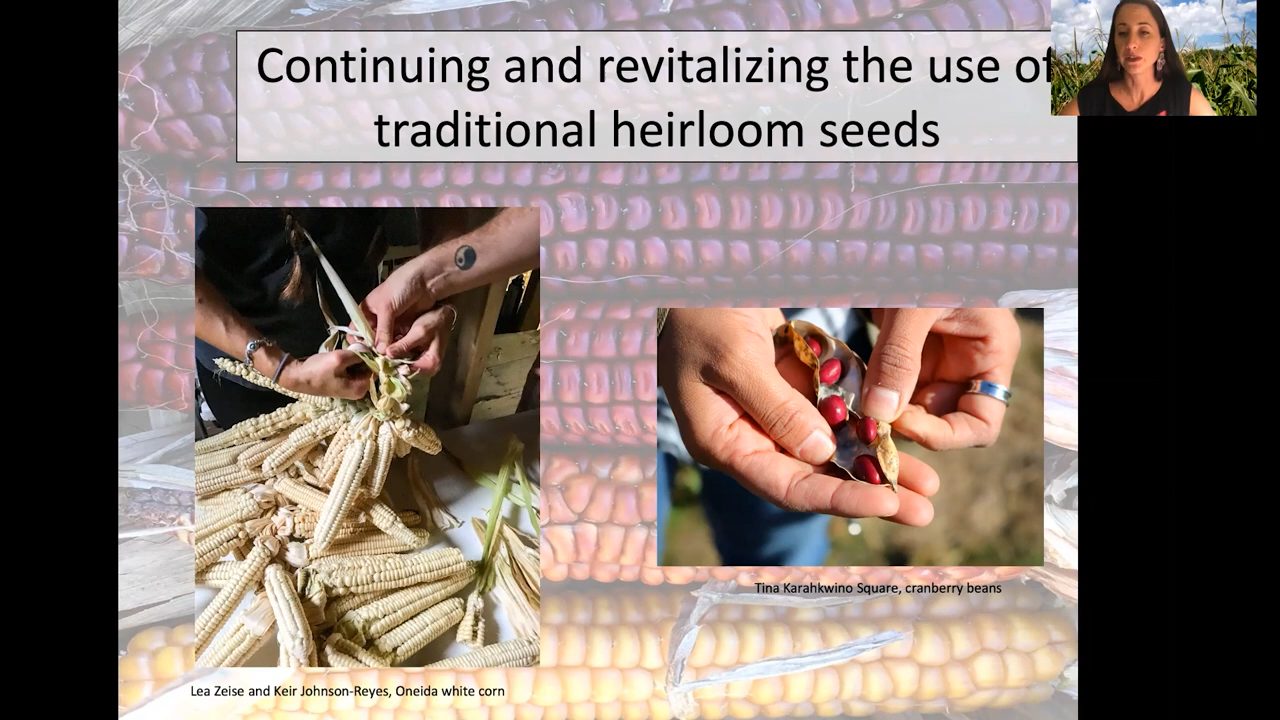 Continuing and revitalizing the use of
traditional heirloom seeds
Tina Karahkwino Square, cranberry beans
Lea Zeise and Keir Johnson-Reyes, Oneida white corn